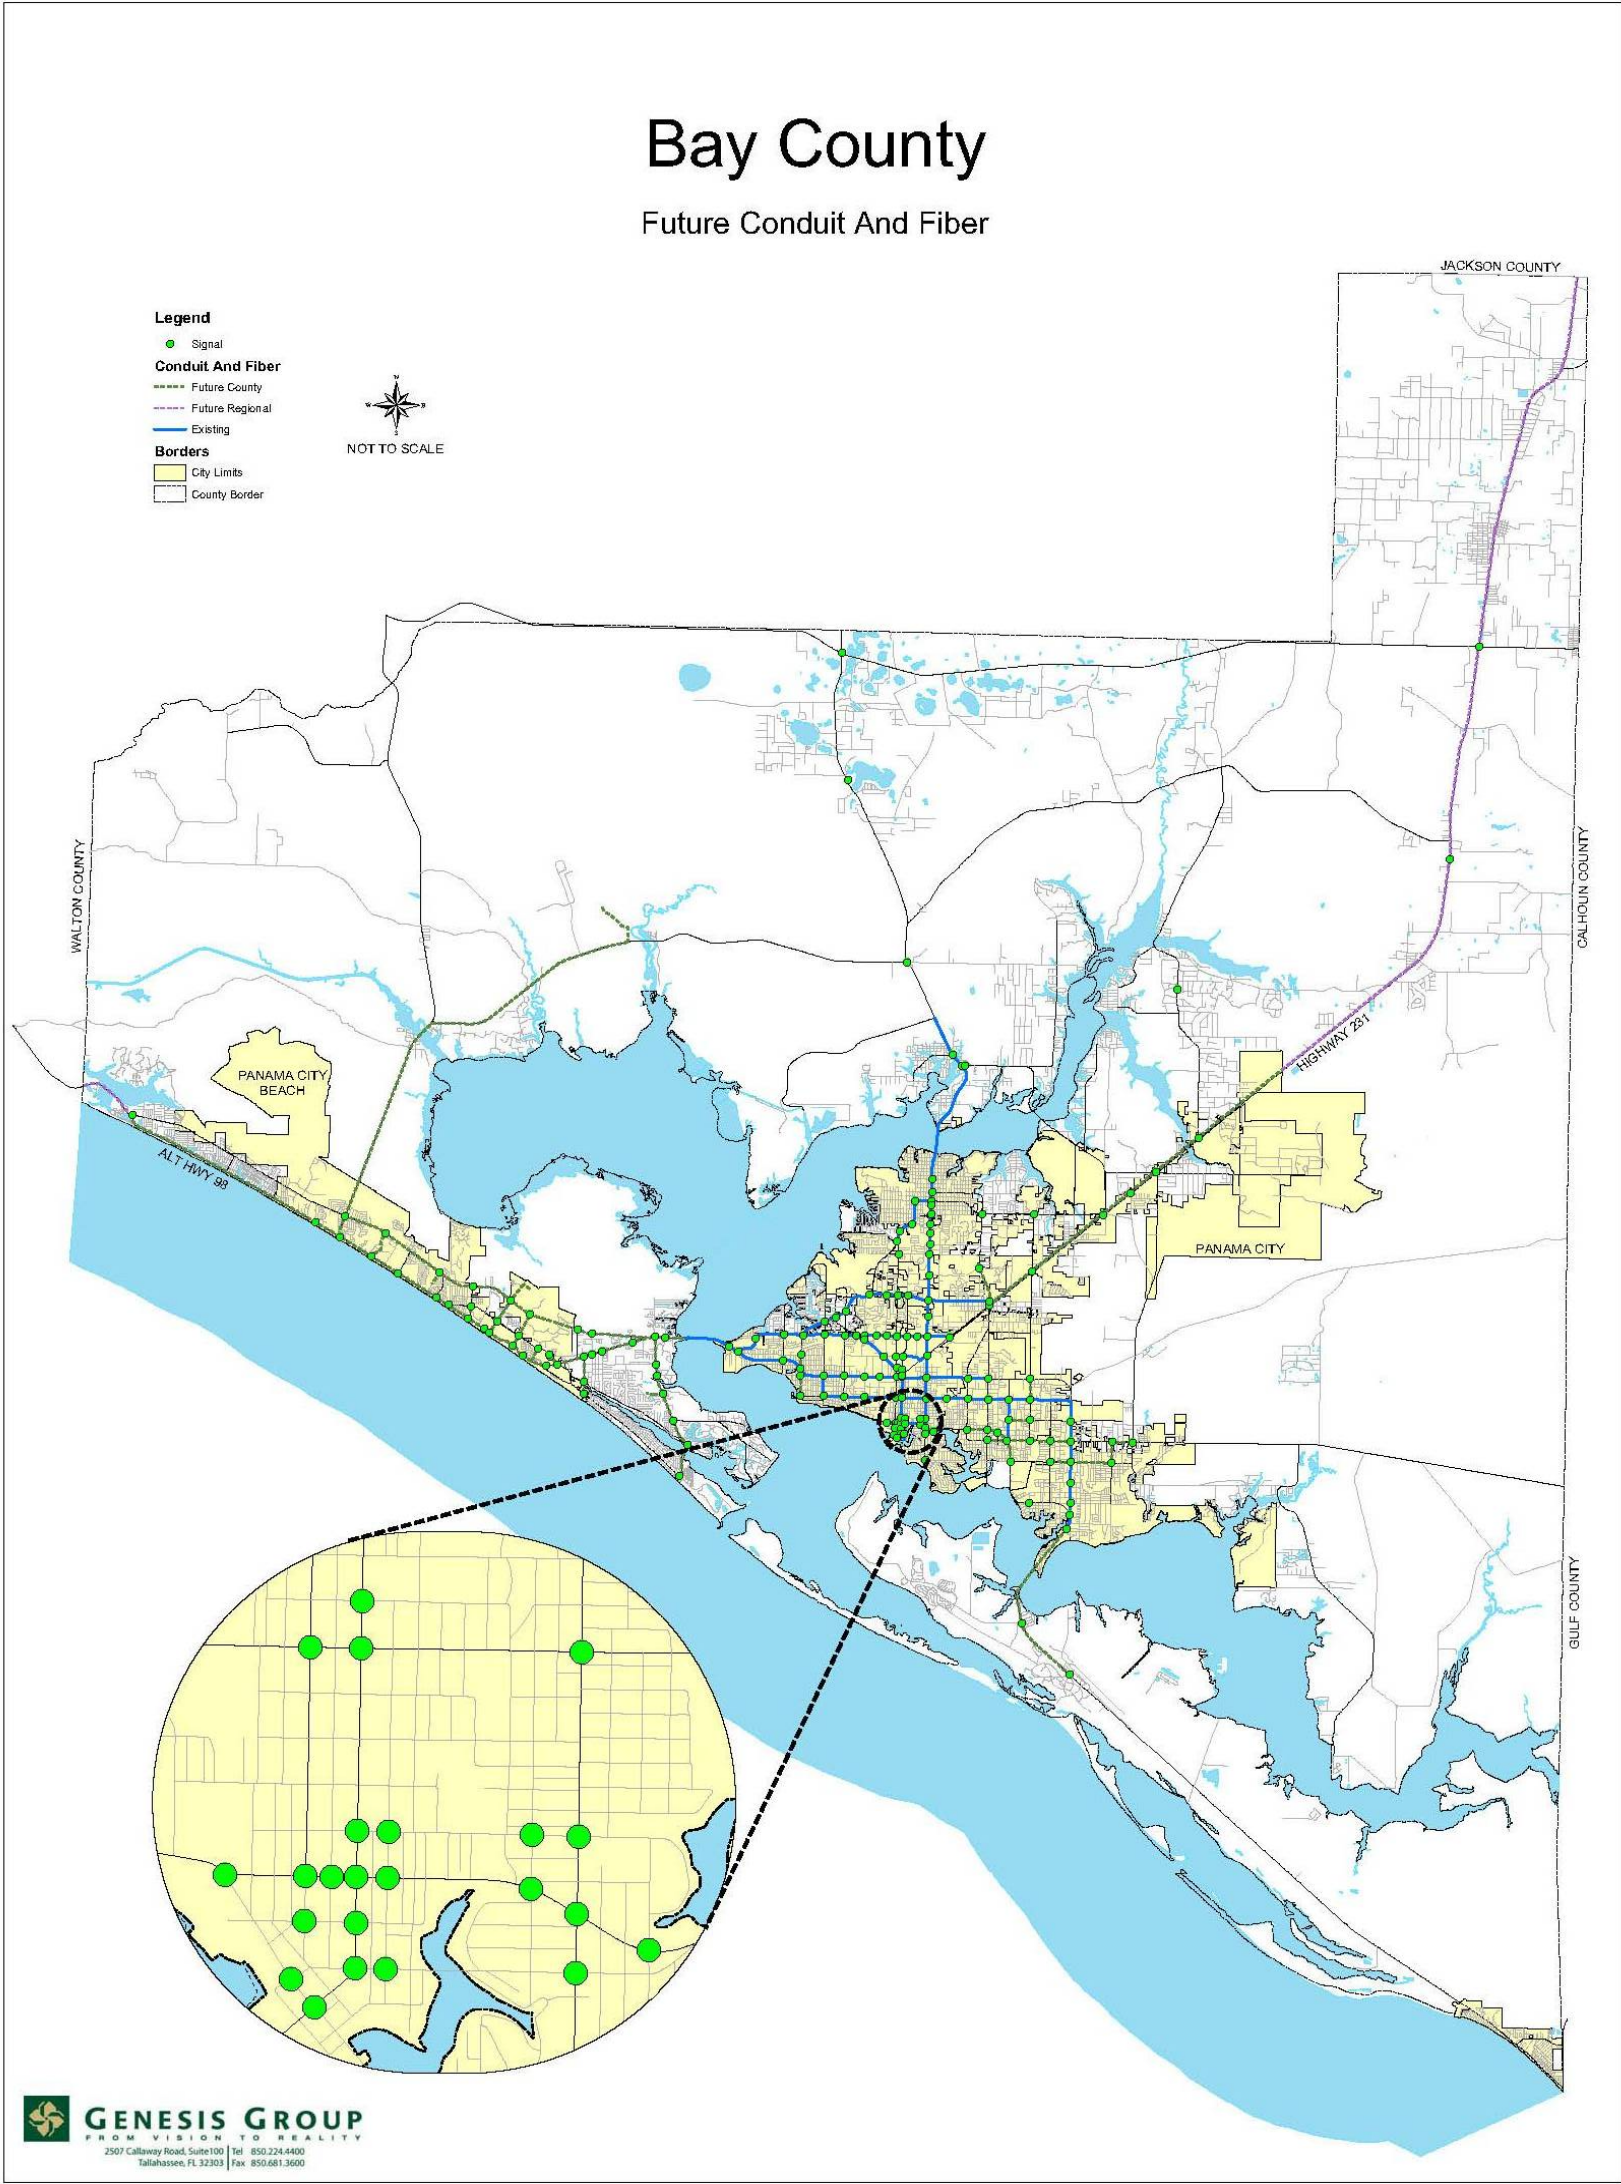 Bay County
Future Conduit And Fiber
JACKSON COUNTY
Legend
Signal
Conduit And Fiber
Future County
Future Regional
Existing
Borders
City Limits
County Border
N
W
E
S
NOT TO SCALE
WALTON COUNTY
CALHOUN COUNTY
HIGHWAY 231
PANAMA CITY
BEACH
ALT HWY 98
PANAMA CITY
GULF COUNTY
GENESIS GROUP
FROM VISION TO REALITY
2507 Callaway Road, Suite100 | Tel 850.224.4400
Tallahassee, FL 32303 | Fax 850.681.3600